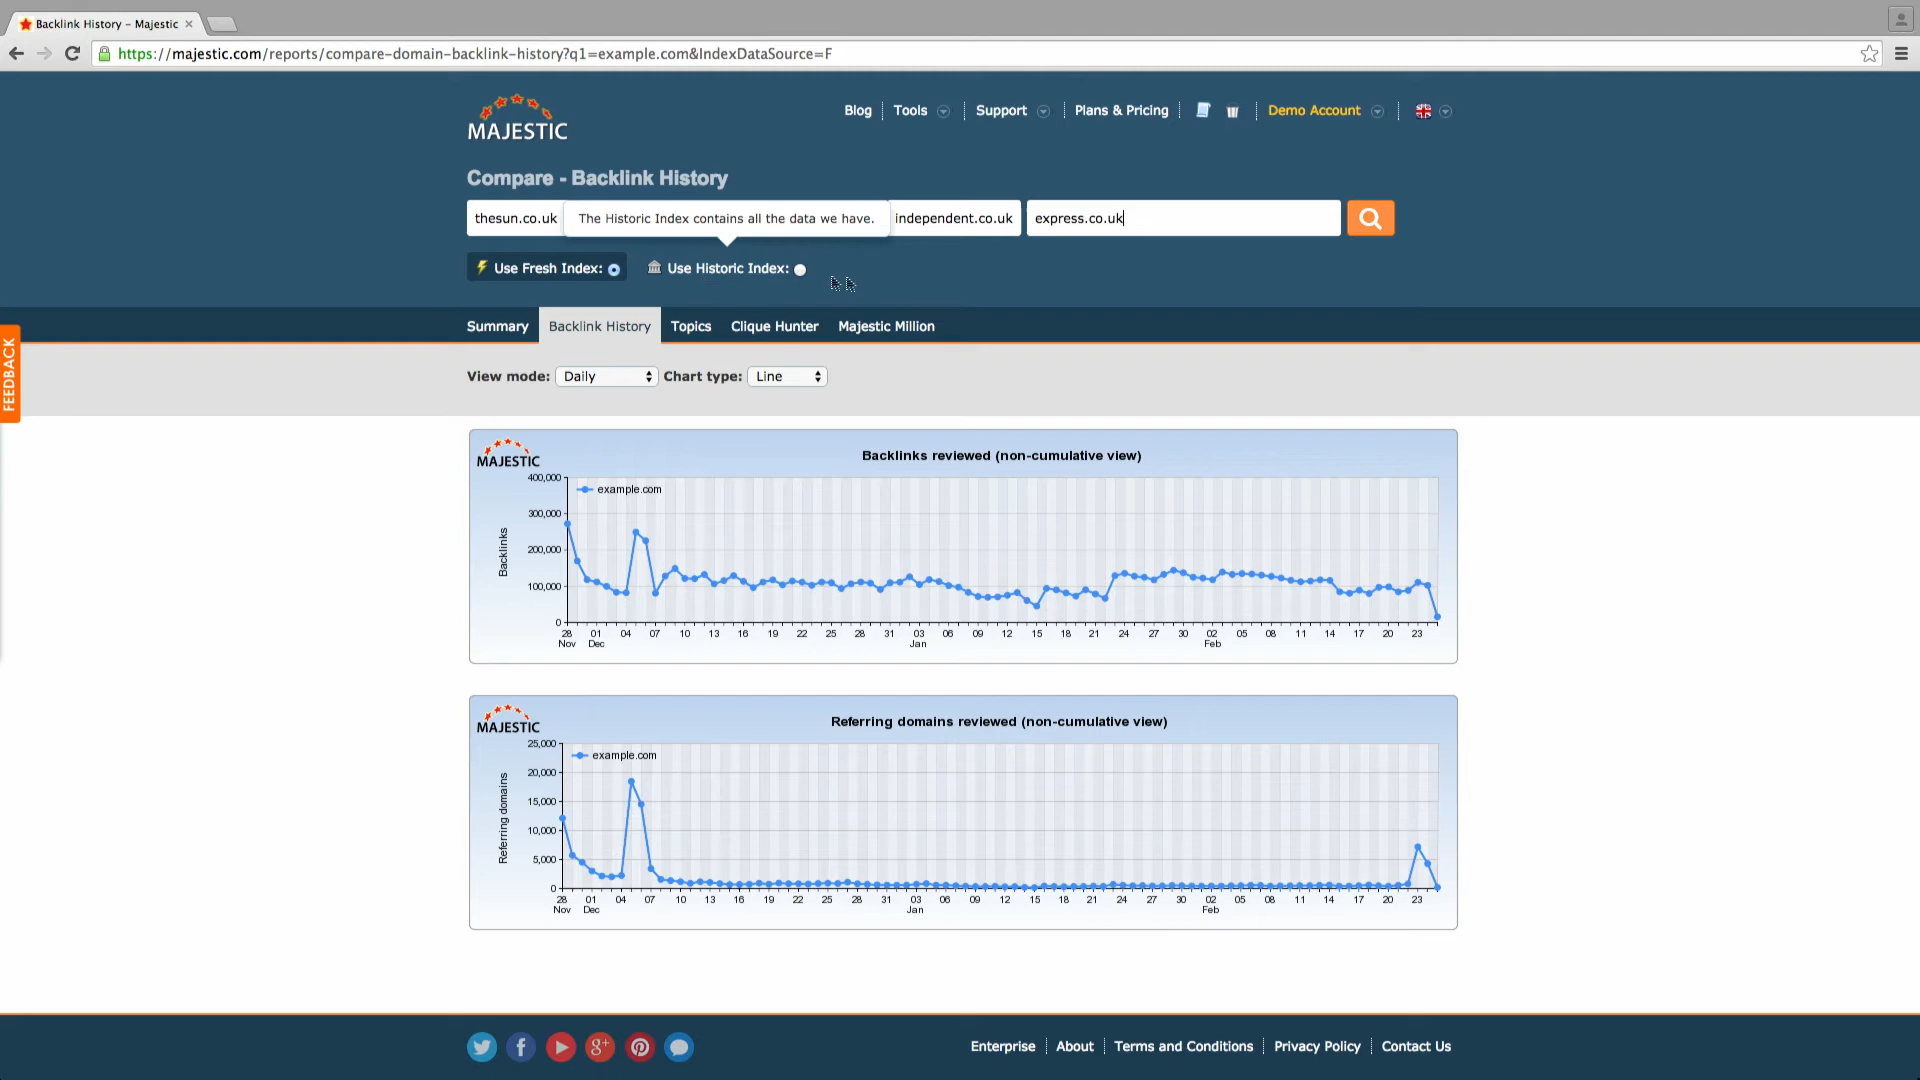 Backlink History – Majestic
https://majestic.com/reports/compare-domain-backlink-history?q1=example.com&IndexDataSource=F
MAJESTIC
Blog Tools Support Plans & Pricing Demo Account
Compare - Backlink History
thesun.co.uk The Historic Index contains all the data we have. independent.co.uk express.co.uk
Use Fresh Index: Use Historic Index:
Summary Backlink History Topics Clique Hunter Majestic Million
FEEDBACK
View mode: Daily Chart type: Line
MAJESTIC
Backlinks reviewed (non-cumulative view)
example.com
Backlinks
400,000
300,000
200,000
100,000
0
28 01 04 07 10 13 16 19 22 25 28 31 03 06 09 12 15 18 21 24 27 30 02 05 08 11 14 17 20 23
Nov Dec Jan Feb
MAJESTIC
Referring domains reviewed (non-cumulative view)
example.com
Referring domains
25,000
20,000
15,000
10,000
5,000
0
28 01 04 07 10 13 16 19 22 25 28 31 03 06 09 12 15 18 21 24 27 30 02 05 08 11 14 17 20 23
Nov Dec Jan Feb
Enterprise About Terms and Conditions Privacy Policy Contact Us